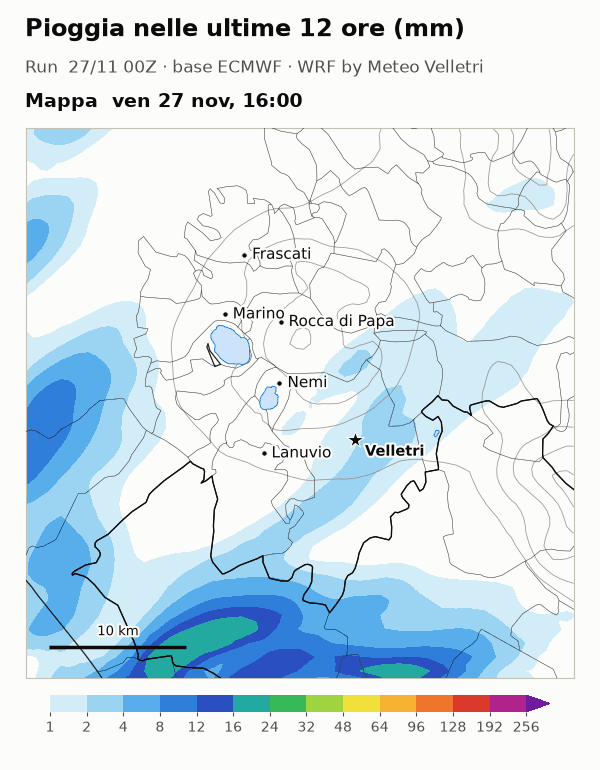 Pioggia nelle ultime 12 ore (mm)
Run  27/11 00Z · base ECMWF · WRF by Meteo Velletri
Mappa  ven 27 nov, 16:00
Frascati
Marino
Rocca di Papa
Nemi
Velletri
Lanuvio
10 km
1 2 4 8 12 16 24 32 48 64 96 128 192 256